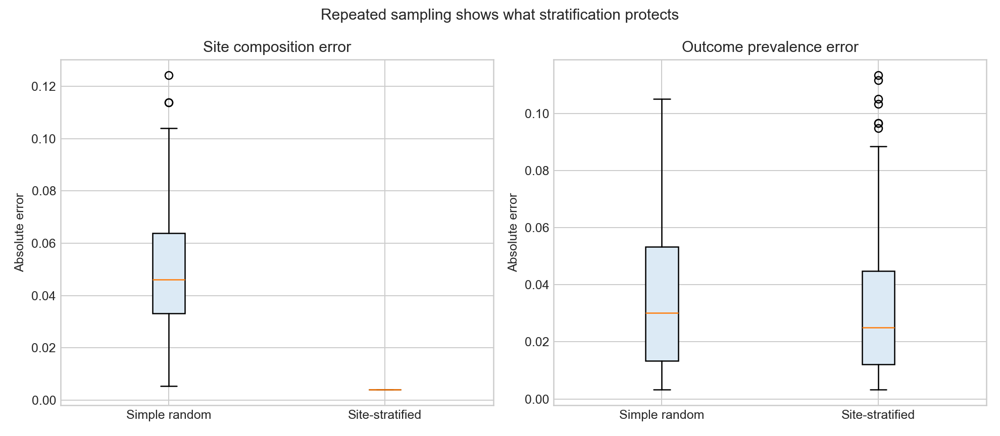 Repeated sampling shows what stratification protects
Site composition error
Absolute error
0.12
0.10
0.08
0.06
0.04
0.02
0.00
Simple random
Site-stratified
Outcome prevalence error
Absolute error
0.10
0.08
0.06
0.04
0.02
0.00
Simple random
Site-stratified